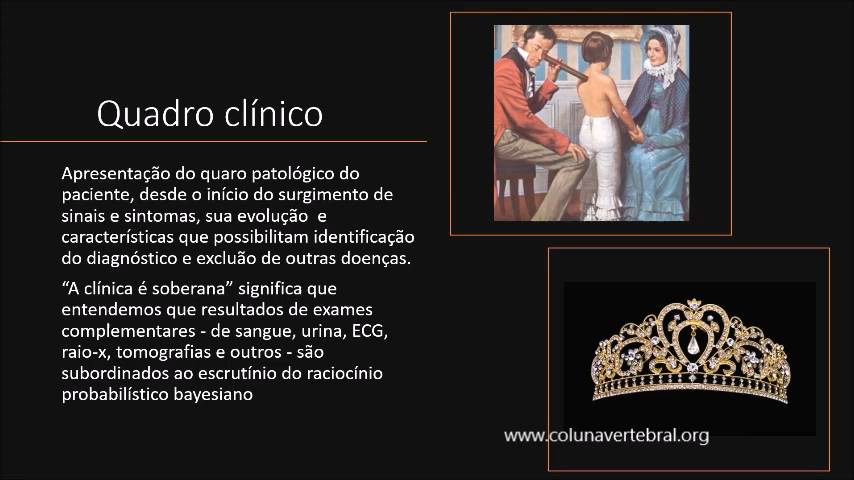 Quadro clínico
Apresentação do quaro patológico do
paciente, desde o início do surgimento de
sinais e sintomas, sua evolução e
características que possibilitam identificação
do diagnóstico e excluão de outras doenças.
“A clínica é soberana” significa que
entendemos que resultados de exames
complementares - de sangue, urina, ECG,
raio-x, tomografias e outros - são
subordinados ao escrutínio do raciocínio
probabilístico bayesiano
www.colunavertebral.org